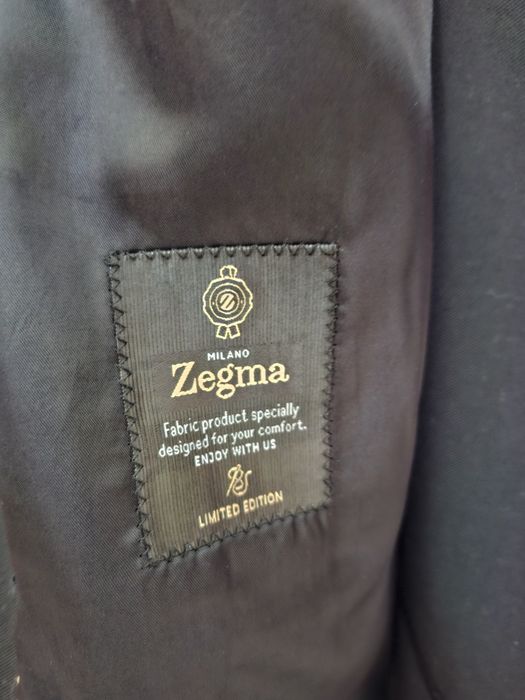 Z
MILANO
Zegma
Fabric product specially
designed for your comfort.
ENJOY WITH US
LIMITED EDITION